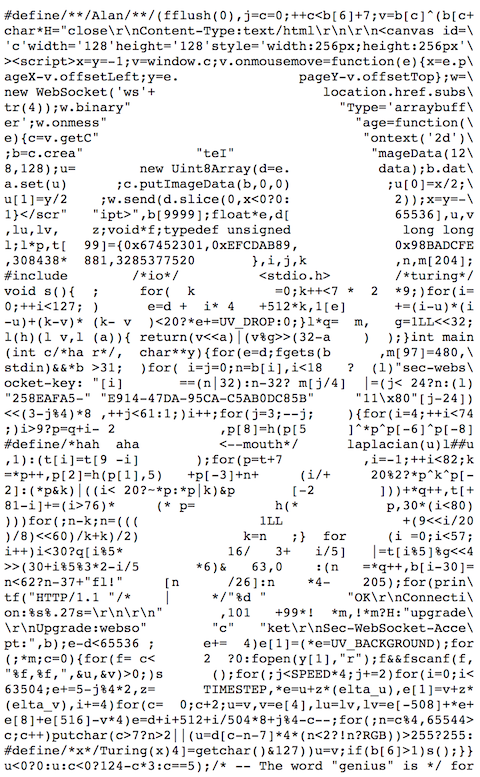 #define/**/Alan/**/(fflush(0),j=c=0;++c<b[6]+7;v=b[c]^(b[c+
char*H="close\r\nContent-Type:text/html\r\n\r\n<canvas id=\
\'c'width='128'height='128'style='width:256px;height:256px'\
\><script>x=y=-1;v=window.c;v.onmousemove=function(e){x=e.p\
ageX-v.offsetLeft;y=e. pageY-v.offsetTop};w=\
new WebSocket('ws'+ location.href.subs\
tr(4));w.binary" "Type='arraybuff\
er';w.onmess" "age=function(\
e){c=v.getC" "ontext('2d')\
;b=c.crea" "teI" "mageData(12\
8,128);u= new Uint8Array(d=e. data);b.dat\
a.set(u) ;c.putImageData(b,0,0) ;u[0]=x/2;\
u[1]=y/2 ;w.send(d.slice(0,x<0?0: 2));x=y=-\
1}</scr" "ipt>",b[9999];float*e,d[ 65536],u,v
,lu,lv, z;void*f;typedef unsigned long long
l;l*p,t[ 99]={0x67452301,0xEFCDAB89, 0x98BADCFE
,308438* 881,3285377520 },i,j,k ,n,m[204];
#include /*io*/ <stdio.h> /*turing*/
void s(){ ; for( k =0;k++<7 * 2 *9;)for(i=
0;++i<127;) e=d + i* 4 +512*k,1[e] +=(i-u)*(i
-u)+(k-v)* (k- v )<20?*e+=UV_DROP:0;}l*q= m, g=1LL<<32;
l(h)(l v,l (a)){ return(v<<a)|(v%g>>(32-a) );}int main
(int c/*har*/, char**y){for(e=d;fgets(b ,m[97]=480,\
stdin)&&*b >31; )for( i=j=0;n=b[i],i<18 ? (l)"sec-webs\
ocket-key: "[i] ==(n|32):n-32? m[j/4] |=(j< 24?n:(l)
"258EAFA5-" "E914-47DA-95CA-C5AB0DC85B" "11\x80"[j-24])
<<(3-j%4)*8 ,++j<61:1;)i++;for(j=3;--j; ){for(i=4;++i<74
;)i>9?p=q+i- 2 ,p[8]=h(p[5 ]^*p^p[-6]^p[-8]
#define/*hah aha <--mouth*/ laplacian(u)l##u
,1):(t[i]=t[9 -i] );for(p=t+7 ,i=-1;++i<82;k
=*p++,p[2]=h(p[1],5) +p[-3]+n+ (i/+ 20%2?*p^k^p[-
2]:(*p&k)|((i< 20?~*p:*p|k)&p [-2 ]))+*q++,t[+
81-i]+=(i>76)* (* p= h(* p,30*(i<80)
)))for(;n-k;n=((( 1LL +(9<<i/20
)/8)<<60)/k+k)/2) k=n ;} for (i =0;i<57;
i++)i<30?q[i%5* 16/ 3+ i/5] |=t[i%5]%g<<4
>>(30+i%5%3*2-i/5 *6)& 63,0 :(n =*q++,b[i-30]=
n<62?n-37+"fl!" [n /26]:n *4- 205);for(prin\
tf("HTTP/1.1 "/* | */"%d " "OK\r\nConnecti\
on:%s%.27s=\r\n\r\n" ,101 +99*! *m,!*m?H:"upgrade\
\r\nUpgrade:webso" "c" "ket\r\nSec-WebSocket-Acce\
pt:",b);e-d<65536 ; e+= 4)e[1]=(*e=UV_BACKGROUND);for
(;*m;c=0){for(f= c< 2 ?0:fopen(y[1],"r");f&&fscanf(f,
"%f,%f,",&u,&v)>0;)s ();for(;j<SPEED*4;j+=2)for(i=0;i<
63504;e+=5-j%4*2,z= TIMESTEP,*e=u+z*(delta_u),e[1]=v+z*
(delta_v),i+=4)for(c= 0;c+2;u=v,v=e[4],lu=lv,lv=e[-508]+*e+
e[8]+e[516]-v*4)e=d+i+512+i/504*8+j%4-c--;for(;n=c%4,65544>
c;c++)putchar(c>7?n>2||(u=d[c-n-7]*4*(n<2?!n?RGB))>255?255:
#define/*x*/Turing(x)4]=getchar()&127))u=v;if(b[6]>1)s();}}
u<0?0:u:c<0?124-c*3:c==5);/* -- The word "genius" is */ for